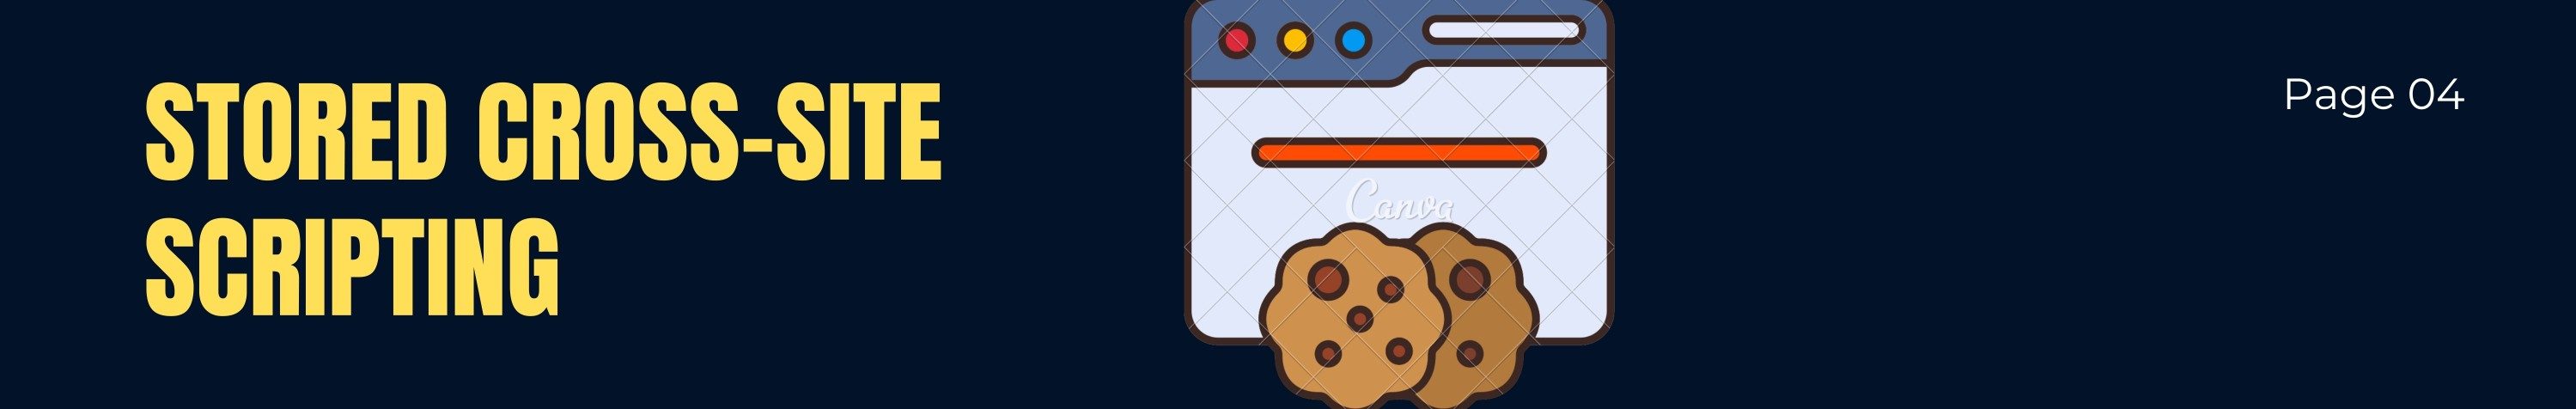 STORED CROSS-SITE
SCRIPTING
Page 04
Canva